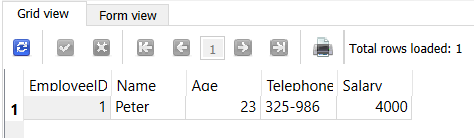 Grid view Form view
1 Total rows loaded: 1
EmployeeID Name Age Telephone Salary
1 1 Peter 23 325-986 4000